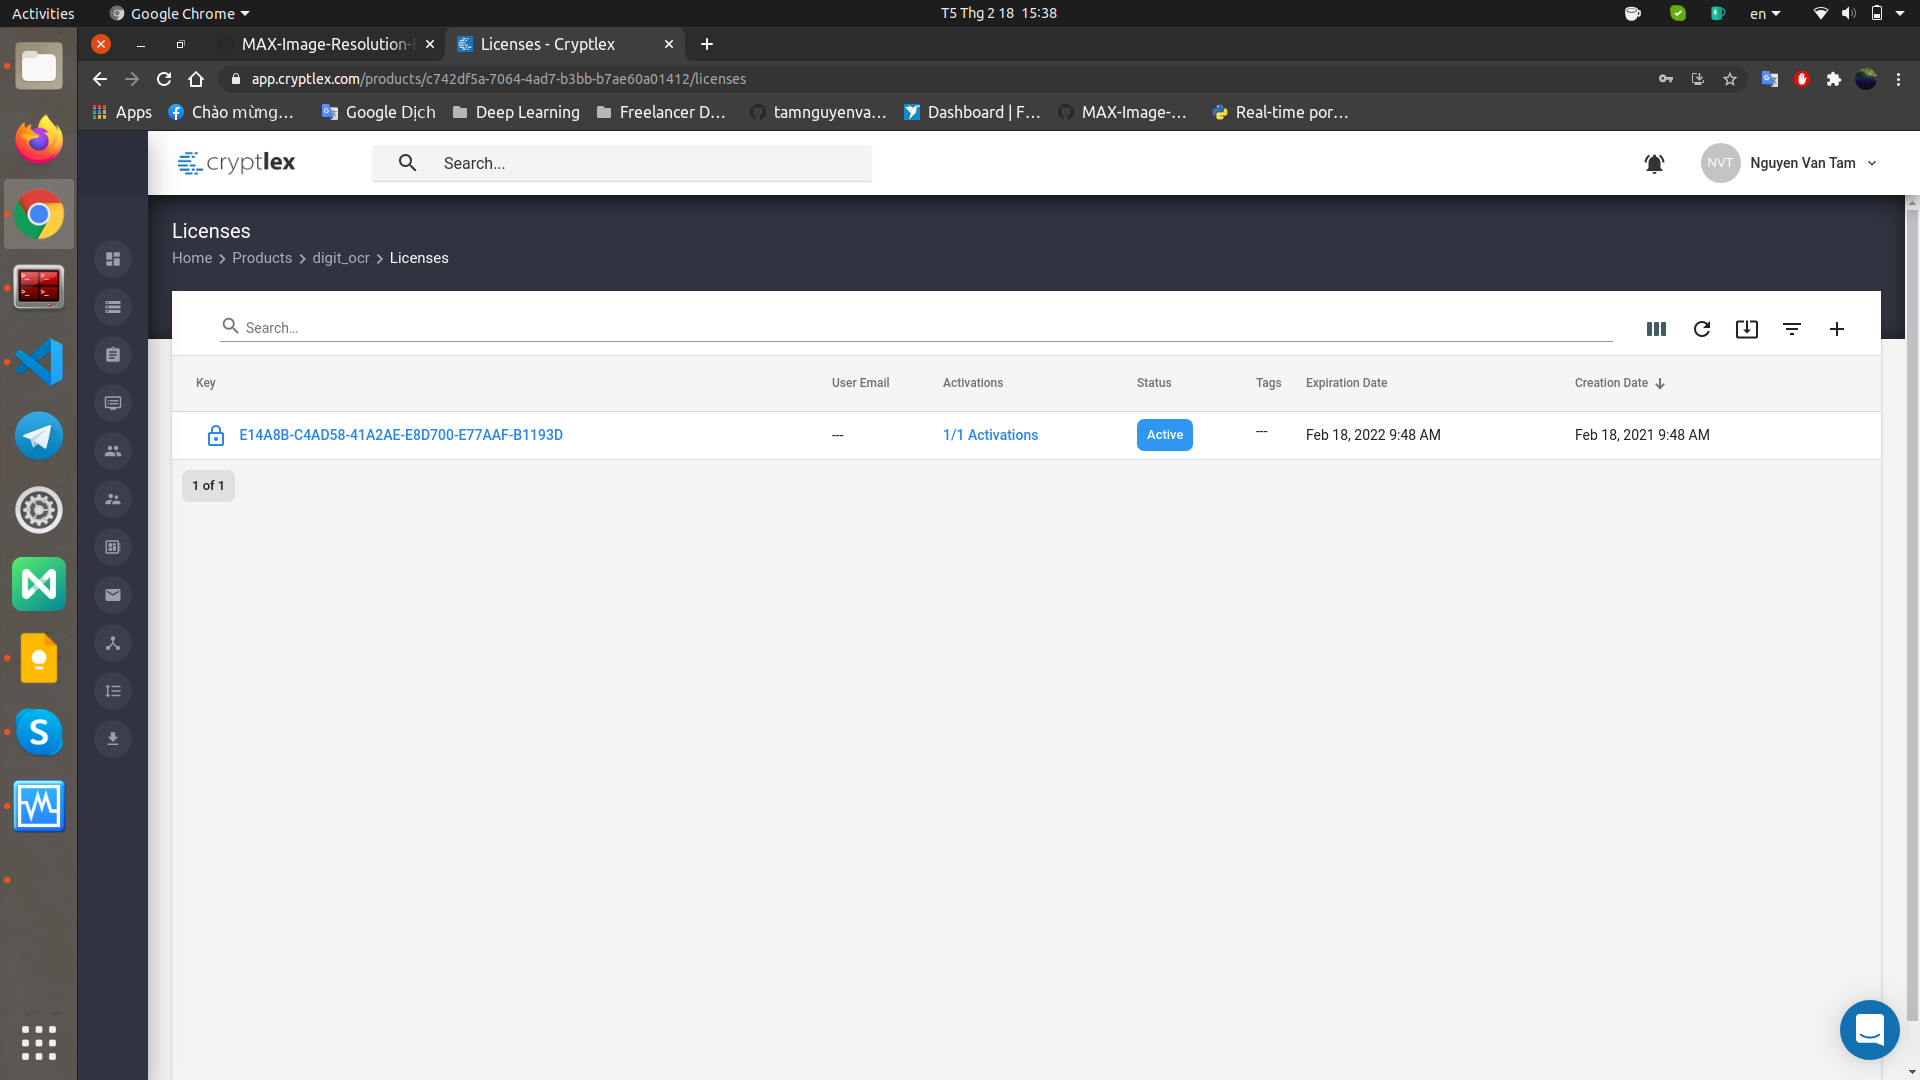 Activities
Google Chrome
T5 Thg 2 18 15:38
en
MAX-Image-Resolution-
Licenses - Cryptlex
app.cryptlex.com/products/c742df5a-7064-4ad7-b3bb-b7ae60a01412/licenses
Apps
Chào mừng...
Google Dịch
Deep Learning
Freelancer D...
tamnguyenva...
Dashboard | F...
MAX-Image-...
Real-time por...
cryptlex
Search...
NVT
Nguyen Van Tam
Licenses
Home
Products
digit_ocr
Licenses
Search...
Key
User Email
Activations
Status
Tags
Expiration Date
Creation Date
E14A8B-C4AD58-41A2AE-E8D700-E77AAF-B1193D
---
1/1 Activations
Active
---
Feb 18, 2022 9:48 AM
Feb 18, 2021 9:48 AM
1 of 1